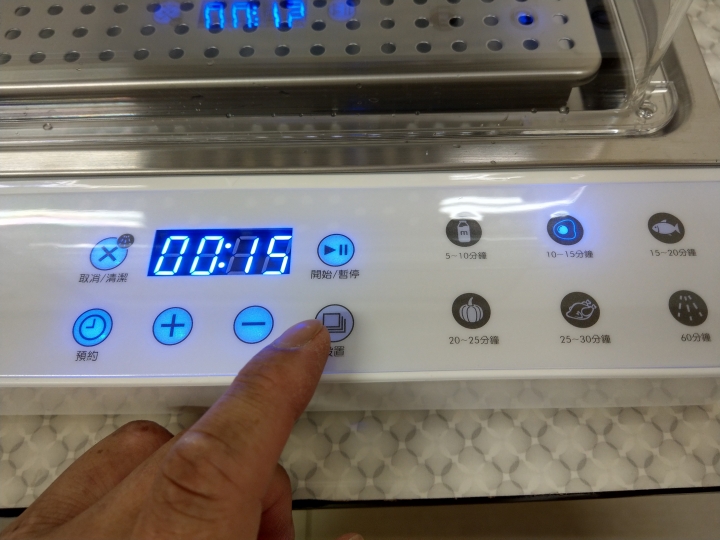 00:15
取消/清潔
開始/暫停
預約
置
m
5~10分鐘
10~15分鐘
15~20分鐘
20~25分鐘
25~30分鐘
60分鐘